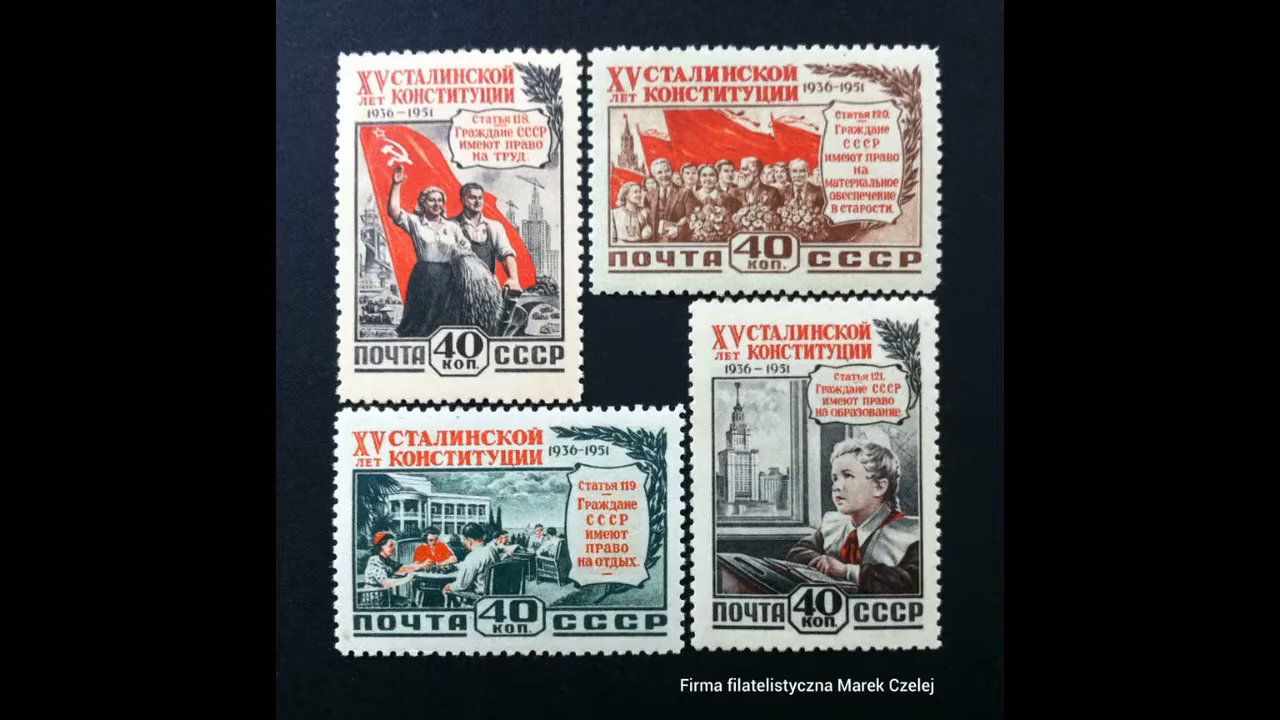 XV СТАЛИНСКОЙ
ЛЕТ КОНСТИТУЦИИ
1936-1951
Статья 118.
Граждане СССР
имеют право
на труд.
ПОЧТА 40 СССР
КОП.
XV СТАЛИНСКОЙ
ЛЕТ КОНСТИТУЦИИ 1936-1951
Статья 120.
Граждане
СССР
имеют право
на
материальное
обеспечение
в старости.
ПОЧТА 40 СССР
КОП.
XV СТАЛИНСКОЙ
ЛЕТ КОНСТИТУЦИИ 1936-1951
Статья 119
Граждане
СССР
имеют
право
на отдых.
ПОЧТА 40 СССР
КОП.
XV СТАЛИНСКОЙ
ЛЕТ КОНСТИТУЦИИ
1936-1951
Статья 121.
Граждане СССР
имеют право
на образование.
ПОЧТА 40 СССР
КОП.
Firma filatelistyczna Marek Czelej